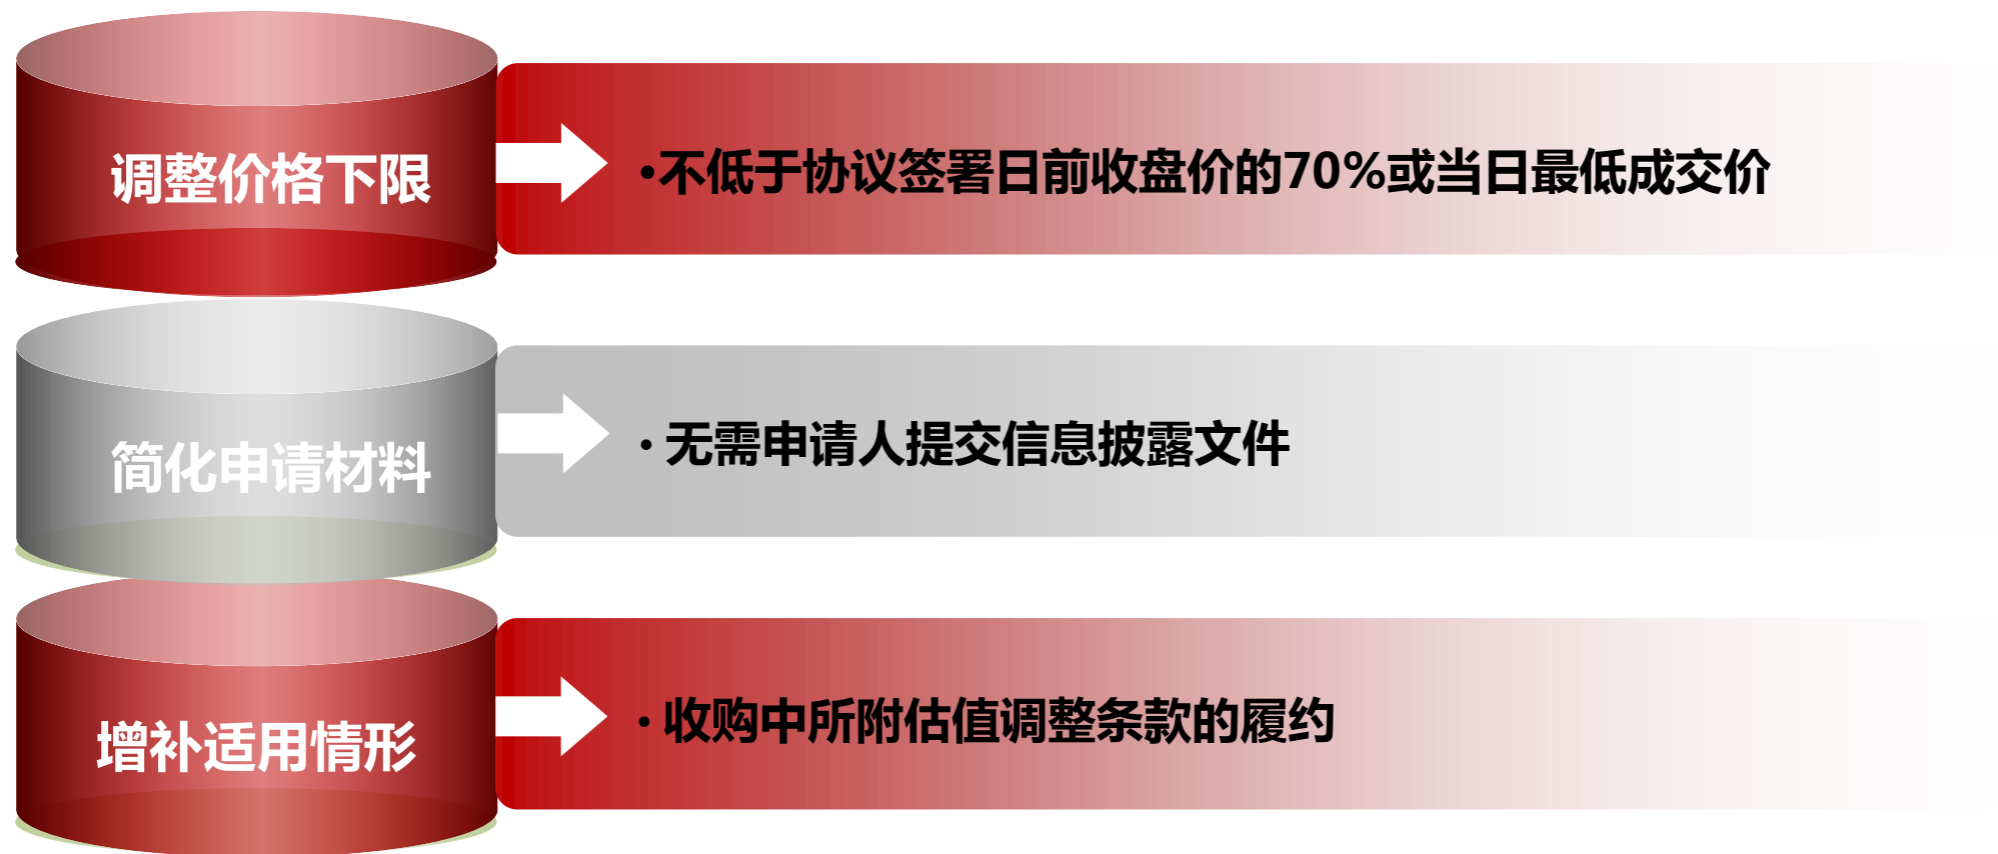 调整价格下限
•不低于协议签署日前收盘价的70%或当日最低成交价
简化申请材料
• 无需申请人提交信息披露文件
增补适用情形
• 收购中所附估值调整条款的履约